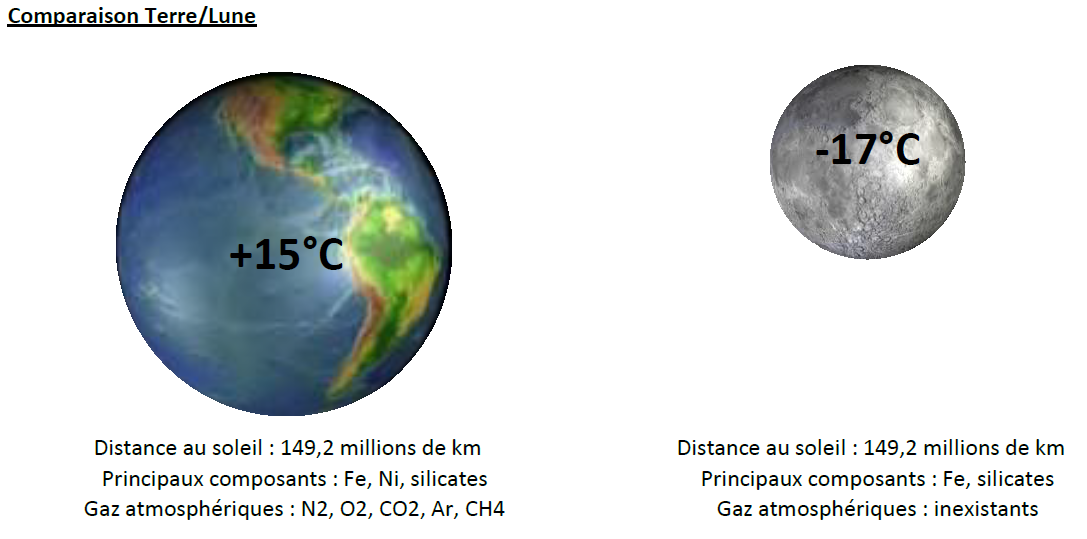 Comparaison Terre/Lune
+15°C
-17°C
Distance au soleil : 149,2 millions de km
Principaux composants : Fe, Ni, silicates
Gaz atmosphériques : N2, O2, CO2, Ar, CH4
Distance au soleil : 149,2 millions de km
Principaux composants : Fe, silicates
Gaz atmosphériques : inexistants